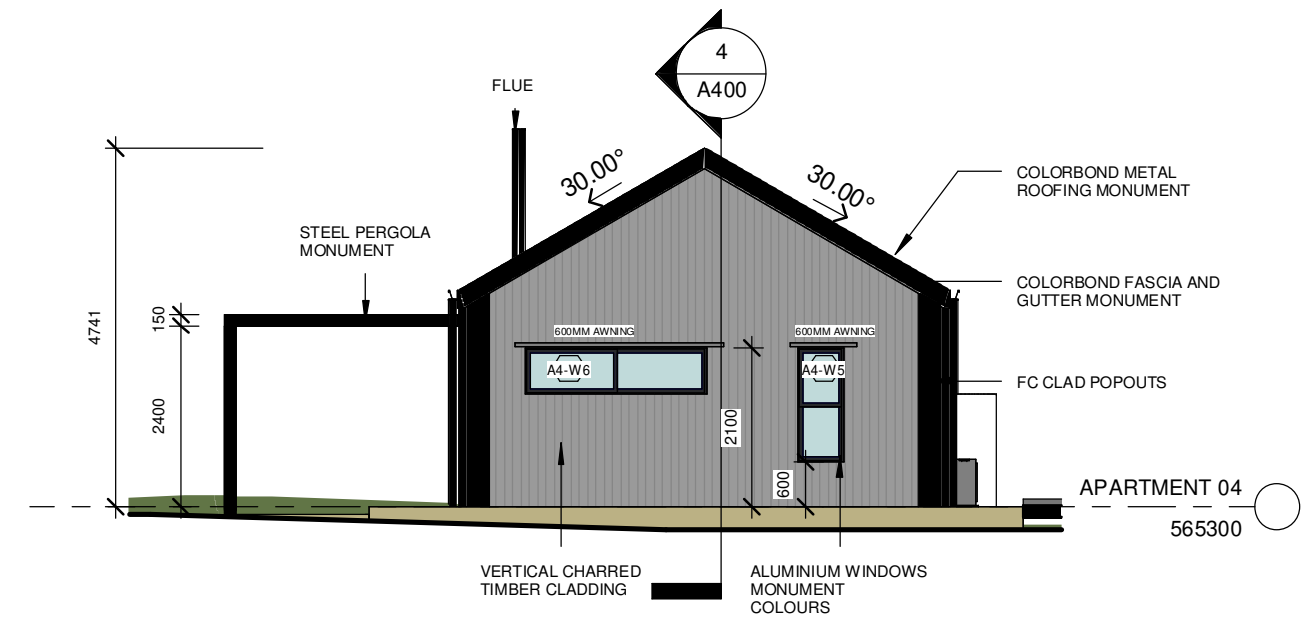 4
A400
FLUE
30.00°
30.00°
COLORBOND METAL
ROOFING MONUMENT
STEEL PERGOLA
MONUMENT
COLORBOND FASCIA AND
GUTTER MONUMENT
4741
150
2400
600MM AWNING
600MM AWNING
A4-W6
A4-W5
FC CLAD POPOUTS
2100
600
APARTMENT 04
565300
VERTICAL CHARRED
TIMBER CLADDING
ALUMINIUM WINDOWS
MONUMENT
COLOURS